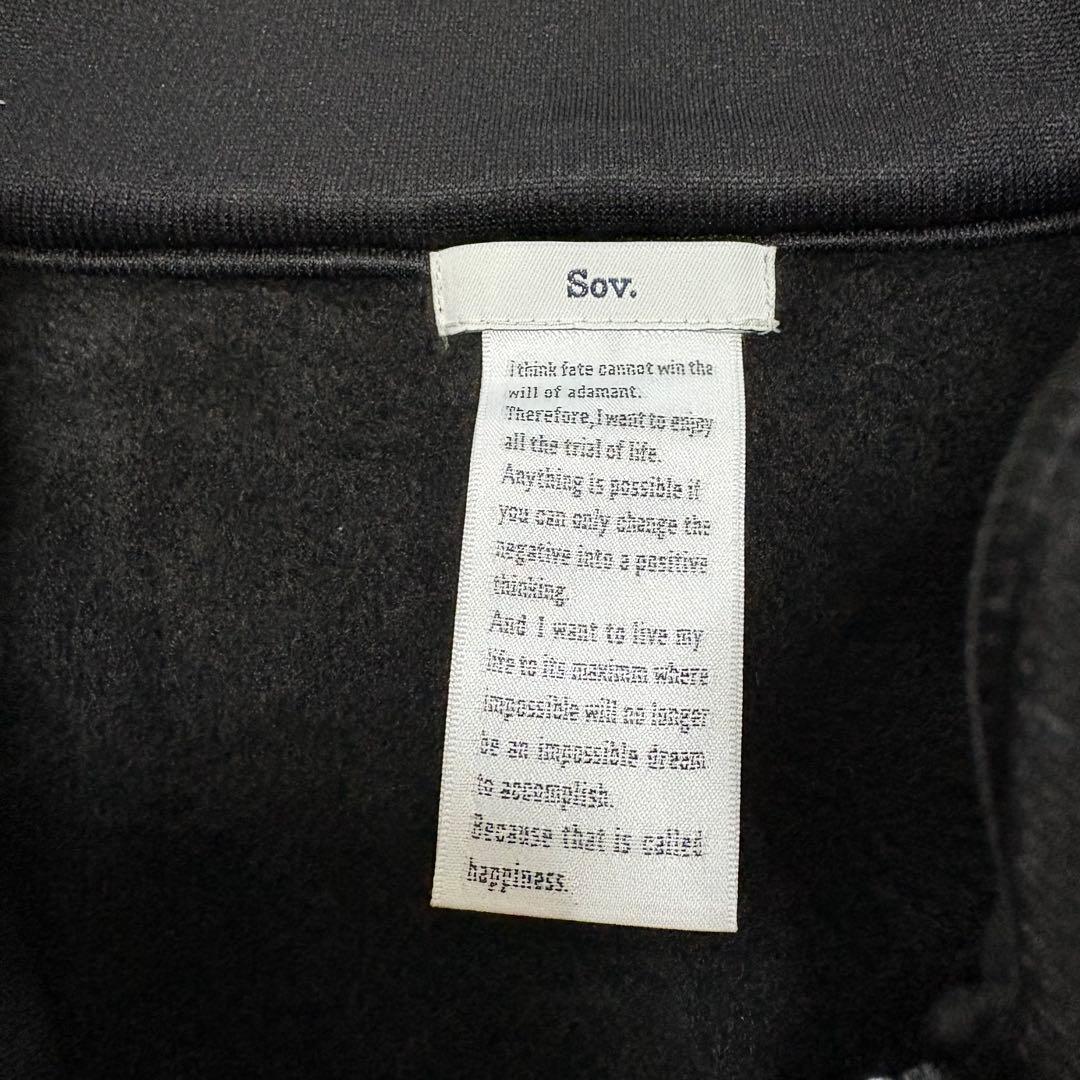 Sov.
I think fate cannot win the
will of adamant.
Therefore, I want to enjoy
all the trial of life.
Anything is possible if
you can only change the
negative into a positive
thinking.
And I want to live my
life to its maximum where
impossible will no longer
be an impossible dream
to accomplish.
Because that is called
happiness.